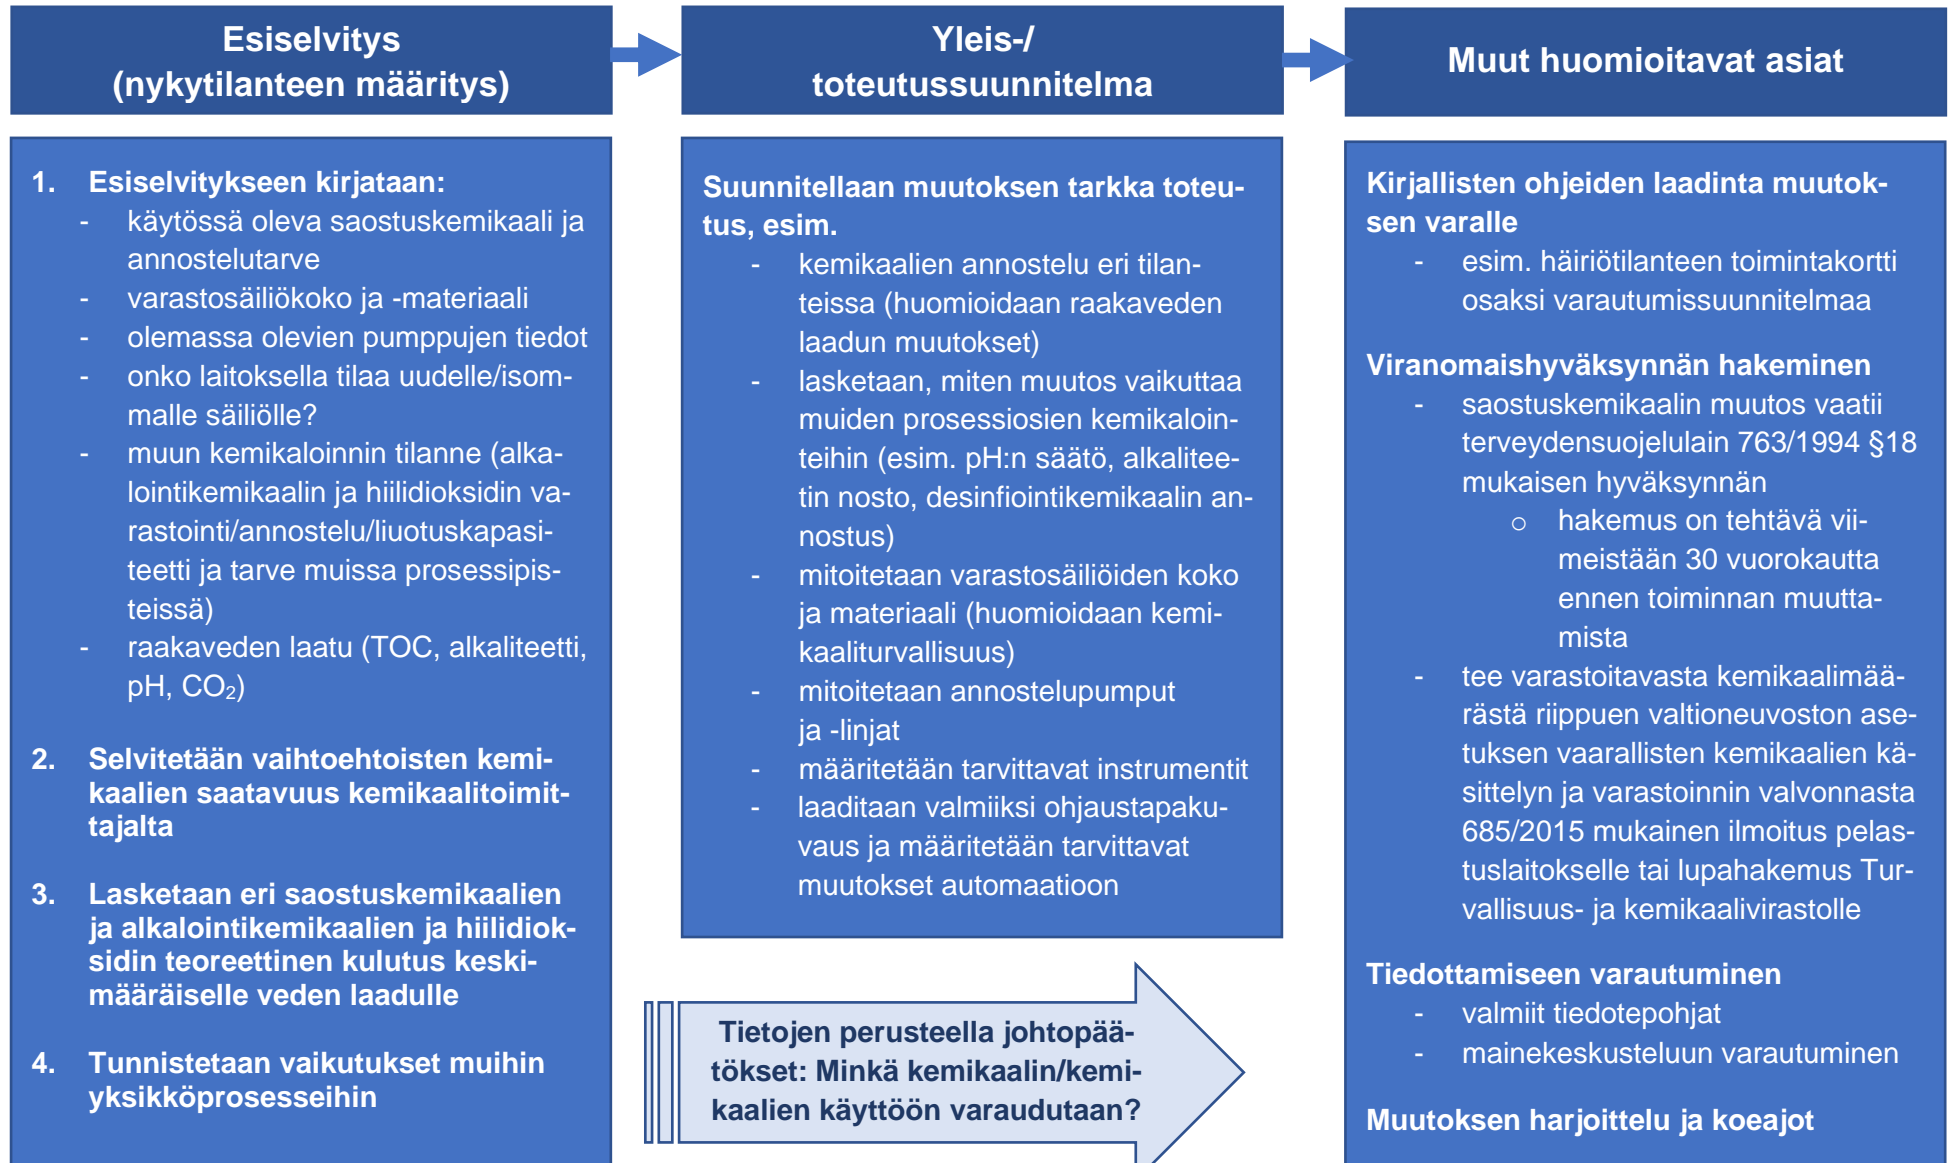 Esiselvitys
(nykytilanteen määritys)
1. Esiselvitykseen kirjataan:
- käytössä oleva saostuskemikaali ja
annostelutarve
- varastosäiliökoko ja -materiaali
- olemassa olevien pumppujen tiedot
- onko laitoksella tilaa uudelle/isom-
malle säiliölle?
- muun kemikaloinnin tilanne (alka-
lointikemikaalin ja hiilidioksidin va-
rastointi/annostelu/liuotuskapasi-
teetti ja tarve muissa prosessipis-
teissä)
- raakaveden laatu (TOC, alkaliteetti,
pH, CO₂)
2. Selvitetään vaihtoehtoisten kemi-
kaalien saatavuus kemikaalitoimit-
tajalta
3. Lasketaan eri saostuskemikaalien
ja alkalointikemikaalien ja hiilidiok-
sidin teoreettinen kulutus keski-
määräiselle veden laadulle
4. Tunnistetaan vaikutukset muihin
yksikköprosesseihin
Yleis-/
toteutussuunnitelma
Suunnitellaan muutoksen tarkka toteu-
tus, esim.
- kemikaalien annostelu eri tilan-
teissa (huomioidaan raakaveden
laadun muutokset)
- lasketaan, miten muutos vaikuttaa
muiden prosessiosien kemikaloin-
teihin (esim. pH:n säätö, alkalitee-
tin nosto, desinfiointikemikaalin an-
nostus)
- mitoitetaan varastosäiliöiden koko
ja materiaali (huomioidaan kemi-
kaaliturvallisuus)
- mitoitetaan annostelupumput
ja -linjat
- määritetään tarvittavat instrumentit
- laaditaan valmiiksi ohjaustapaku-
vaus ja määritetään tarvittavat
muutokset automaatioon
Tietojen perusteella johtopää-
tökset: Minkä kemikaalin/kemi-
kaalien käyttöön varaudutaan?
Muut huomioitavat asiat
Kirjallisten ohjeiden laadinta muutok-
sen varalle
- esim. häiriötilanteen toimintakortti
osaksi varautumissuunnitelmaa
Viranomaishyväksynnän hakeminen
- saostuskemikaalin muutos vaatii
terveydensuojelulain 763/1994 §18
mukaisen hyväksynnän
o hakemus on tehtävä vii-
meistään 30 vuorokautta
ennen toiminnan muutta-
mista
- tee varastoitavasta kemikaalimää-
rästä riippuen valtioneuvoston ase-
tuksen vaarallisten kemikaalien kä-
sittelyn ja varastoinnin valvonnasta
685/2015 mukainen ilmoitus pelas-
tuslaitokselle tai lupahakemus Tur-
vallisuus- ja kemikaalivirastolle
Tiedottamiseen varautuminen
- valmiit tiedotepohjat
- mainekeskusteluun varautuminen
Muutoksen harjoittelu ja koeajot